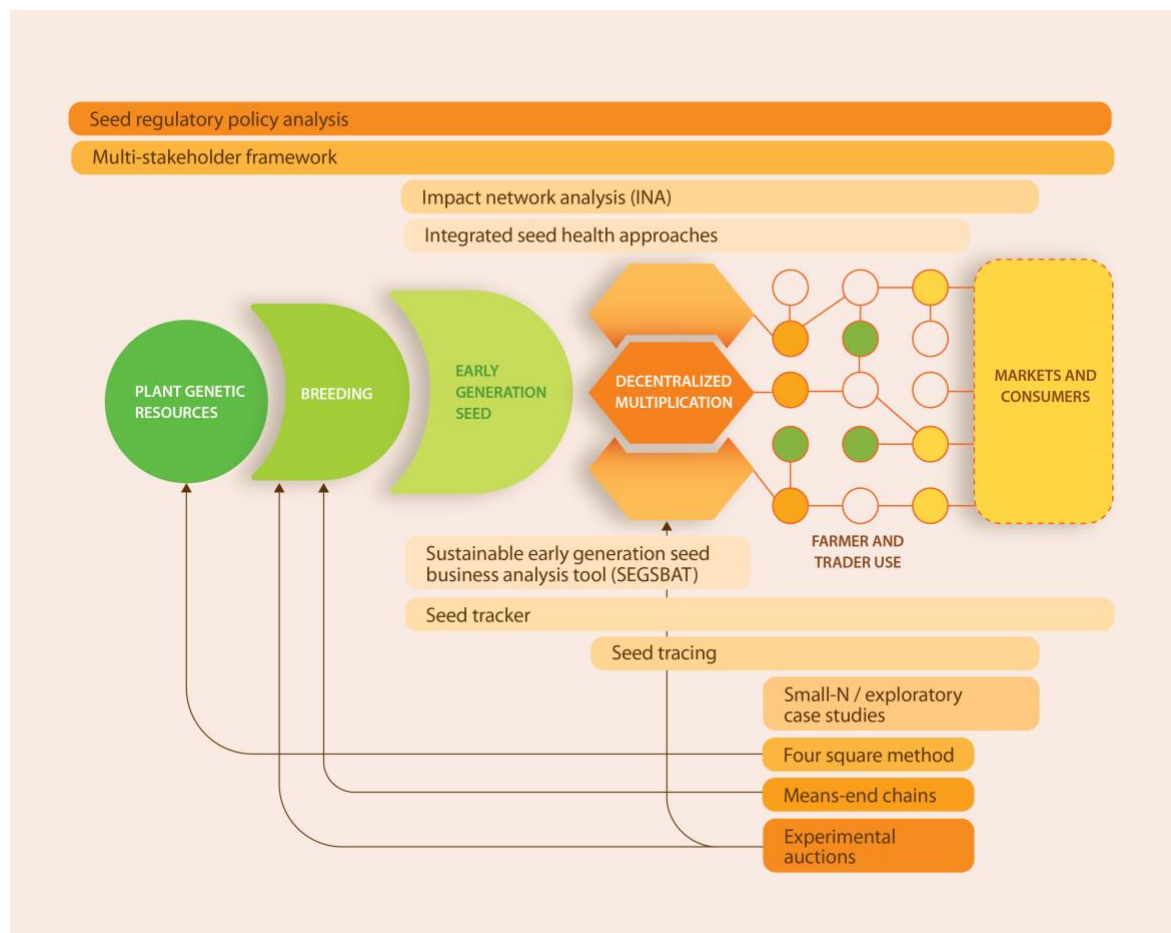 Seed regulatory policy analysis
Multi-stakeholder framework
Impact network analysis (INA)
Integrated seed health approaches
PLANT GENETIC
RESOURCES
BREEDING
EARLY
GENERATION
SEED
DECENTRALIZED
MULTIPLICATION
MARKETS AND
CONSUMERS
FARMER AND
TRADER USE
Sustainable early generation seed
business analysis tool (SEGSBAT)
Seed tracker
Seed tracing
Small-N / exploratory
case studies
Four square method
Means-end chains
Experimental
auctions